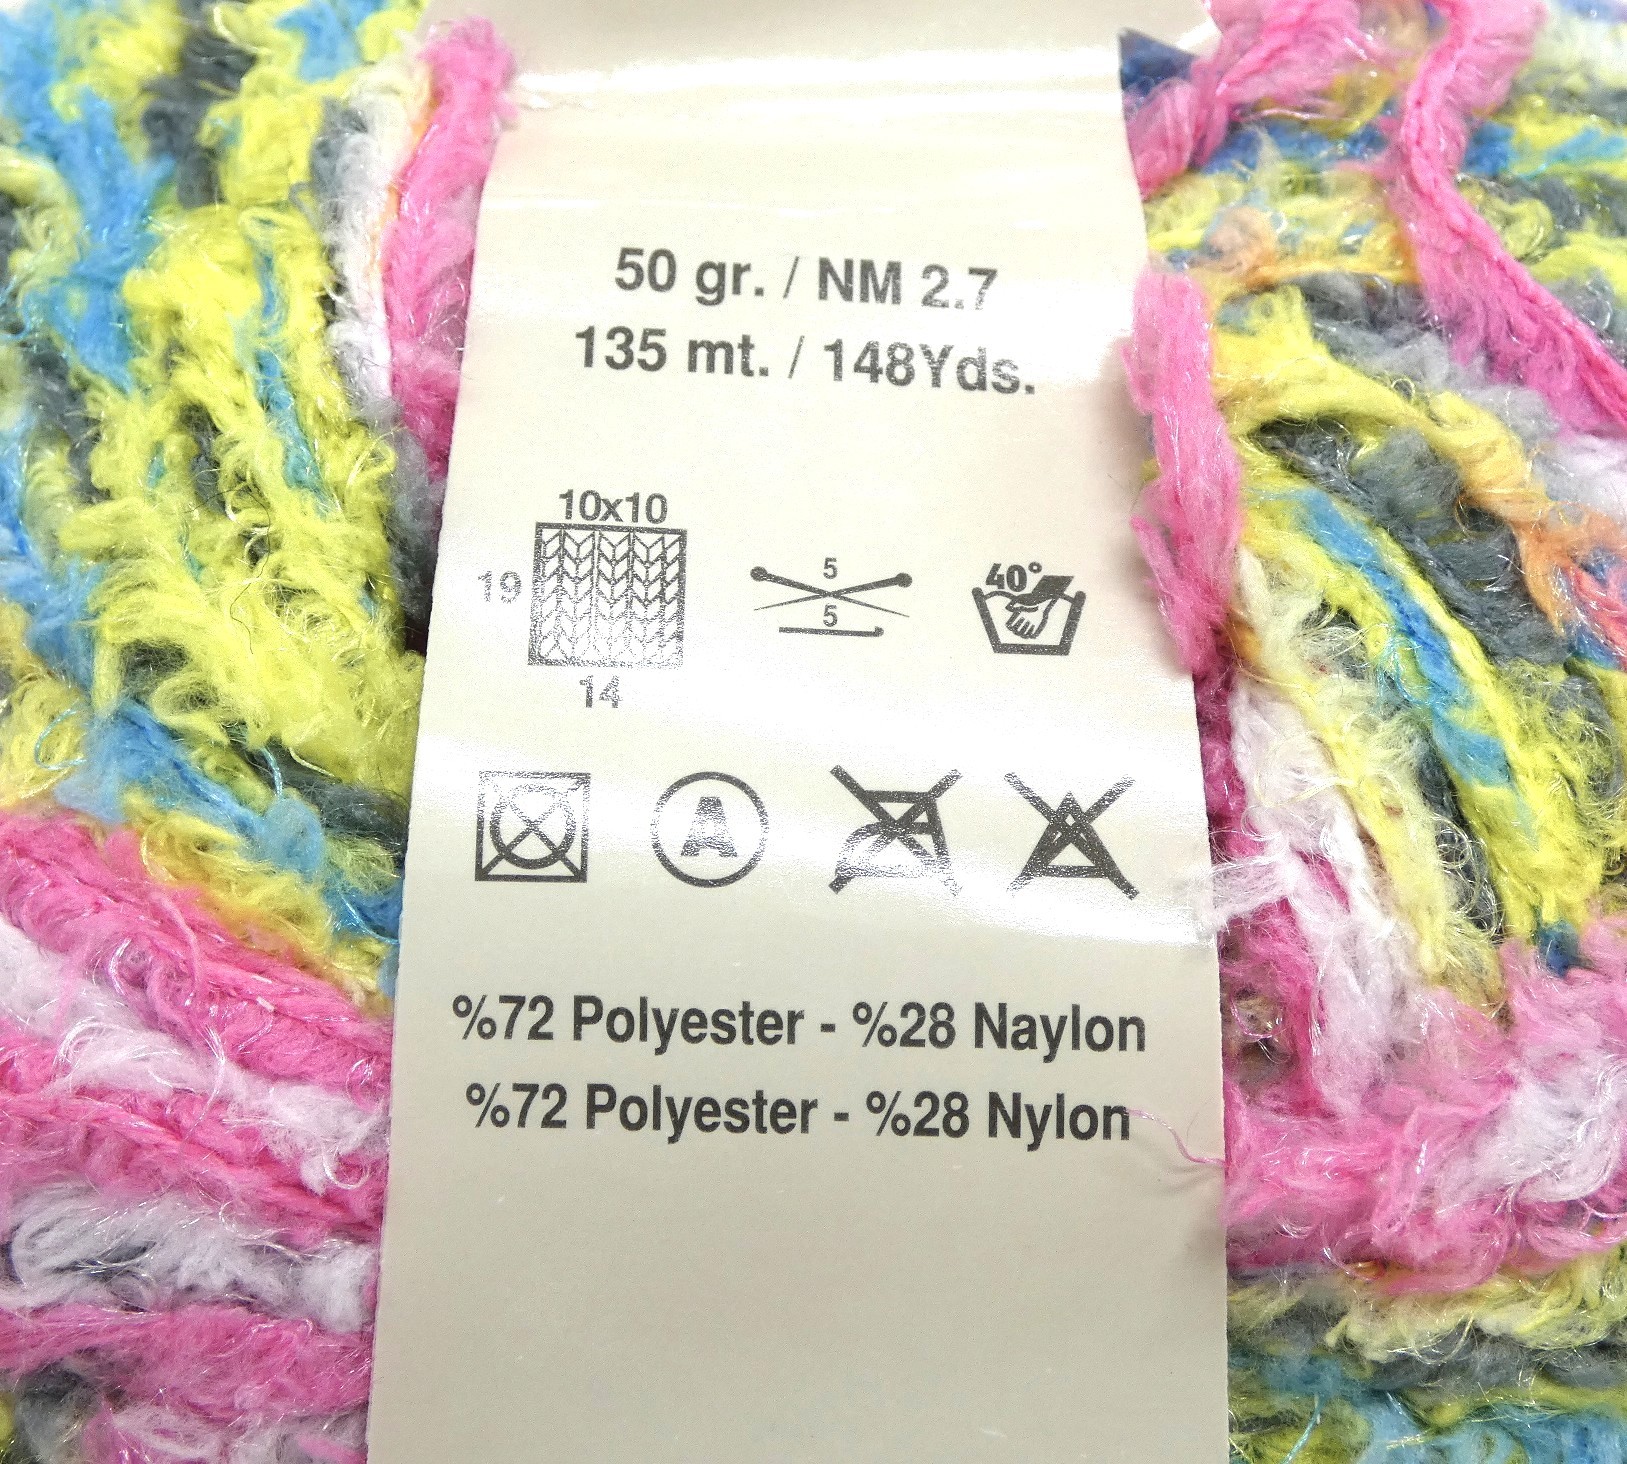 50 gr. / NM 2.7
135 mt. / 148Yds.
10x10
19
14
5
5
40°
A
%72 Polyester - %28 Naylon
%72 Polyester - %28 Nylon